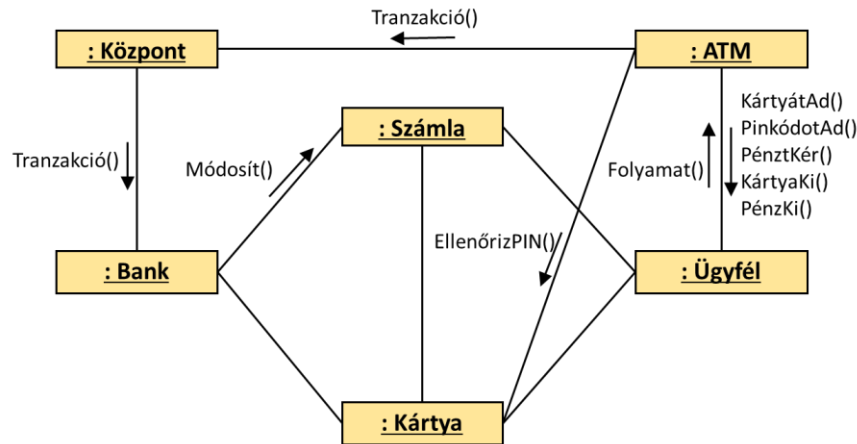 Tranzakció()
: Központ
: ATM
KártyátAd()
PinkódotAd()
PénztKér()
KártyaKi()
PénzKi()
: Számla
Tranzakció()
Módosít()
Folyamat()
EllenőrizPIN()
: Bank
: Ügyfél
: Kártya